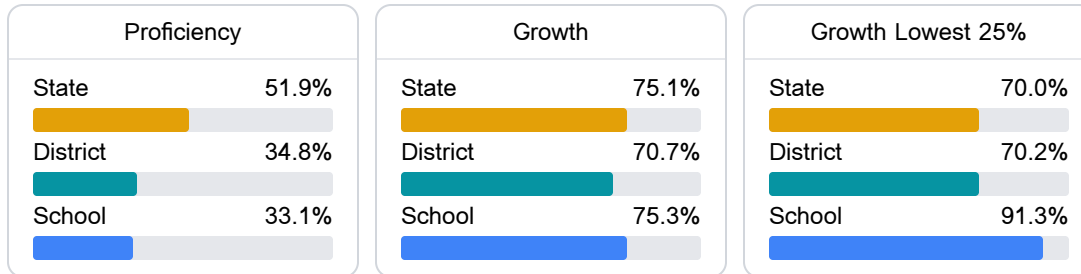 Proficiency
State 51.9%
District 34.8%
School 33.1%
Growth
State 75.1%
District 70.7%
School 75.3%
Growth Lowest 25%
State 70.0%
District 70.2%
School 91.3%